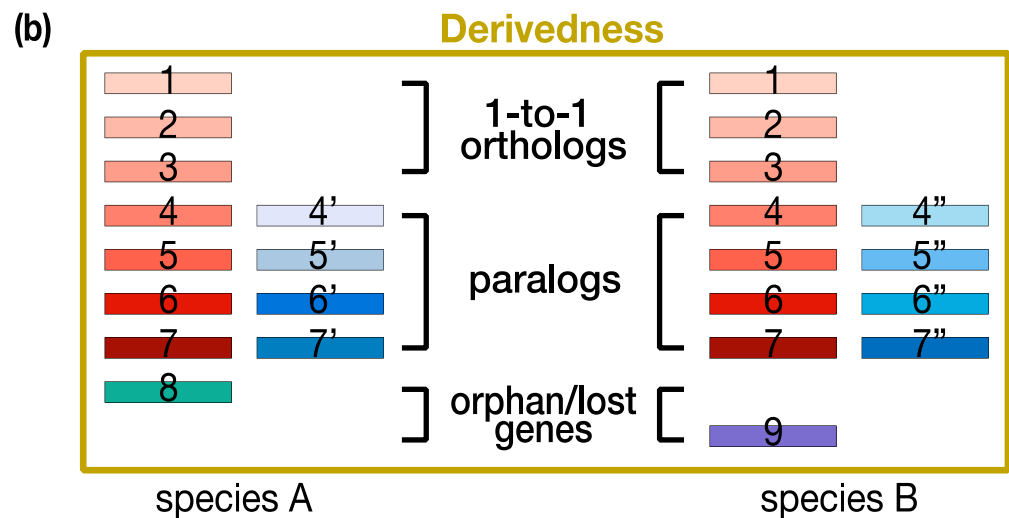 (b)
Derivedness
1 1
1-to-1
2 2
orthologs
3 3
4 4’ 4 4”
5 5’ 5 5”
paralogs
6 6’ 6 6”
7 7’ 7 7”
8
orphan/lost
genes
9
species A species B